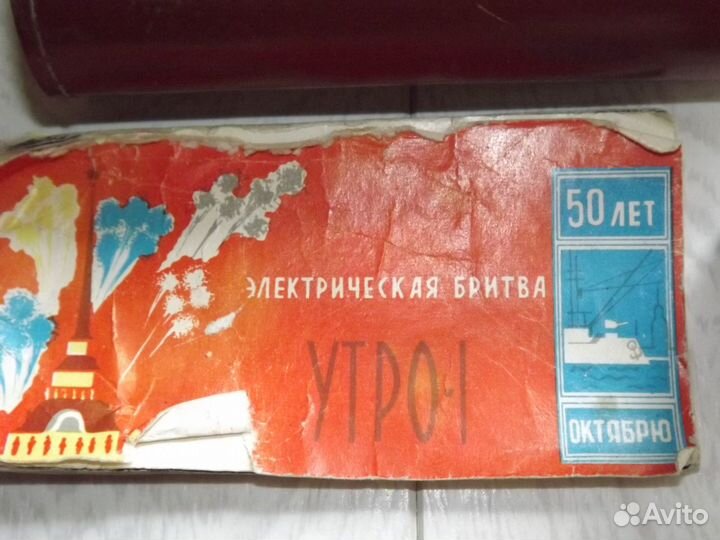 50 ЛЕТ
ЭЛЕКТРИЧЕСКАЯ БРИТВА
УТРО-1
ОКТЯБРЮ
Avito